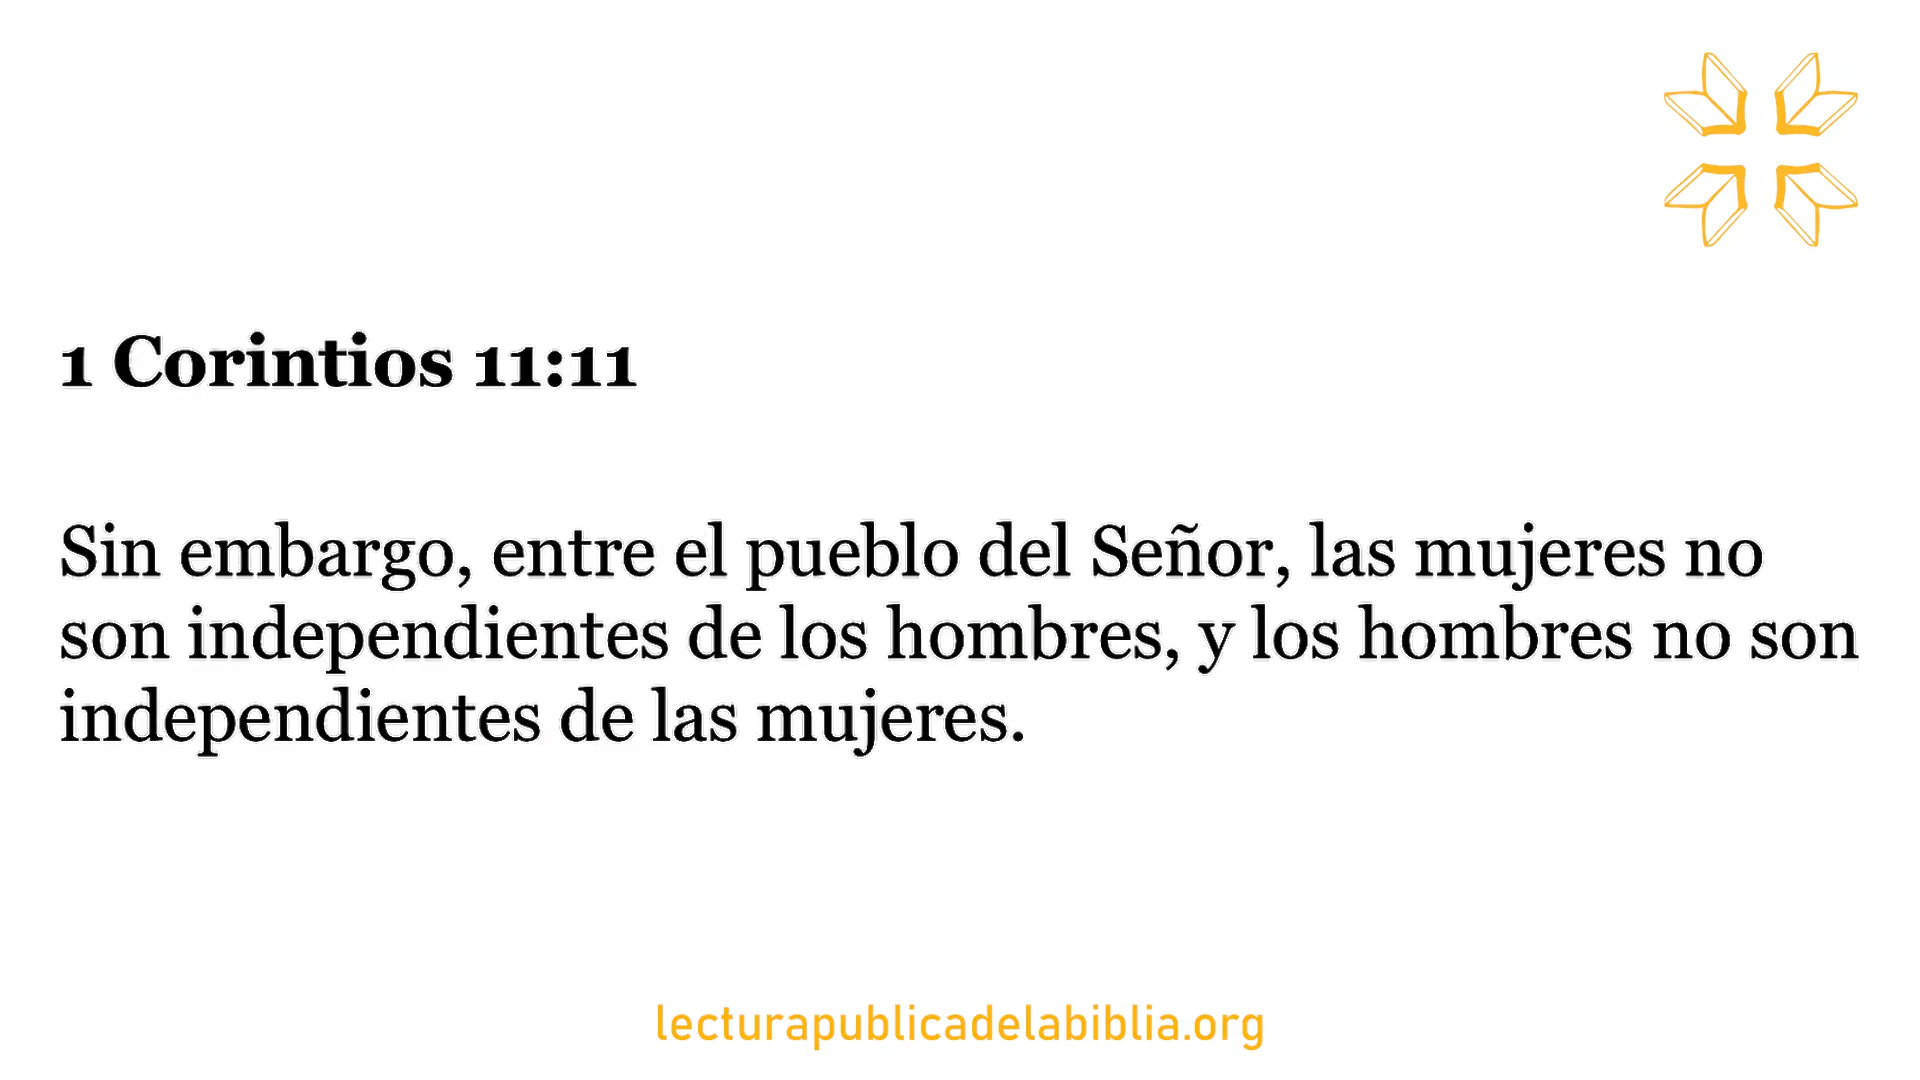 1 Corintios 11:11
Sin embargo, entre el pueblo del Señor, las mujeres no
son independientes de los hombres, y los hombres no son
independientes de las mujeres.
lecturapublicadelabiblia.org